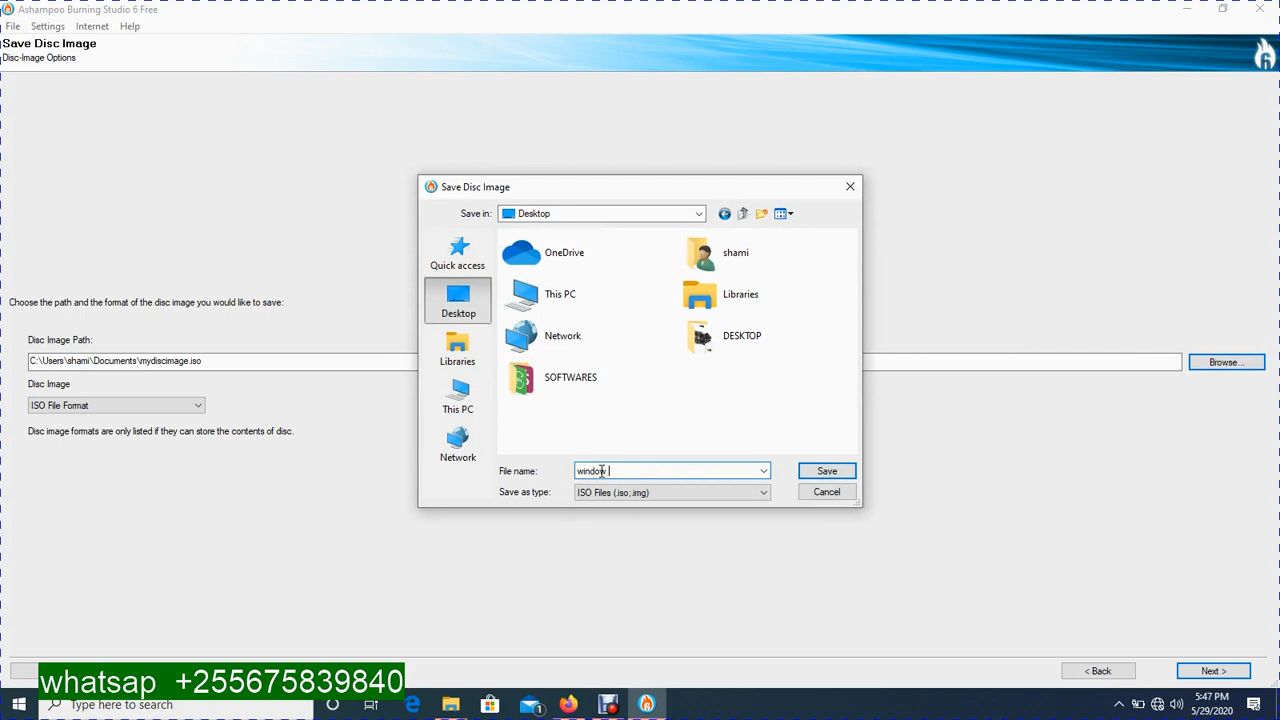 Ashampoo Burning Studio 6 Free
File Settings Internet Help
Save Disc Image
Disc-Image Options
Choose the path and the format of the disc image you would like to save:
Disc Image Path:
C:\Users\shami\Documents\mydiscimage.iso
Browse...
Disc Image
ISO File Format
Disc image formats are only listed if they can store the contents of disc.
Save Disc Image
Save in: Desktop
Quick access
Desktop
Libraries
This PC
Network
OneDrive
shami
This PC
Libraries
Network
DESKTOP
SOFTWARES
File name: window
Save
Save as type: ISO Files (.iso;.img)
Cancel
< Back
Next >
whatsap +255675839840
Type here to search
1
5:47 PM
5/29/2020